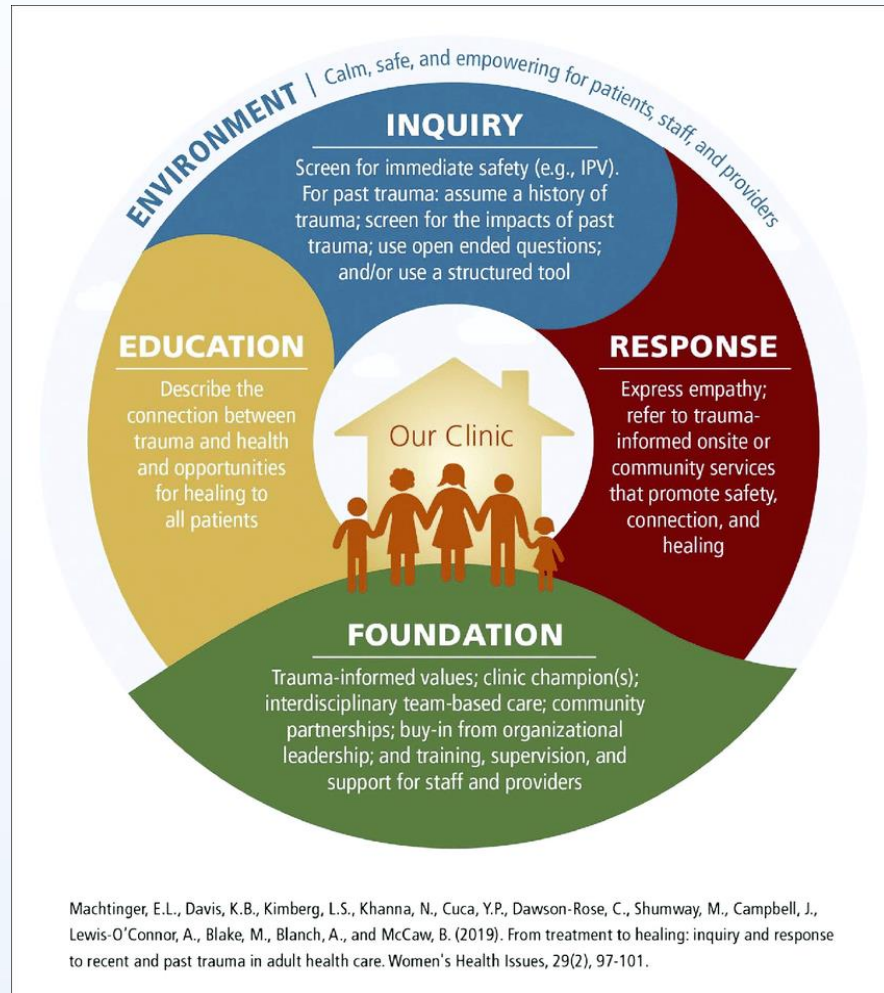 ENVIRONMENT | Calm, safe, and empowering for patients, staff, and providers
INQUIRY
Screen for immediate safety (e.g., IPV).
For past trauma: assume a history of
trauma; screen for the impacts of past
trauma; use open ended questions;
and/or use a structured tool
EDUCATION
Describe the
connection between
trauma and health
and opportunities
for healing to
all patients
RESPONSE
Express empathy;
refer to trauma-
informed onsite or
community services
that promote safety,
connection, and
healing
Our Clinic
FOUNDATION
Trauma-informed values; clinic champion(s);
interdisciplinary team-based care; community
partnerships; buy-in from organizational
leadership; and training, supervision, and
support for staff and providers
Machtinger, E.L., Davis, K.B., Kimberg, L.S., Khanna, N., Cuca, Y.P., Dawson-Rose, C., Shumway, M., Campbell, J.,
Lewis-O'Connor, A., Blake, M., Blanch, A., and McCaw, B. (2019). From treatment to healing: inquiry and response
to recent and past trauma in adult health care. Women's Health Issues, 29(2), 97-101.